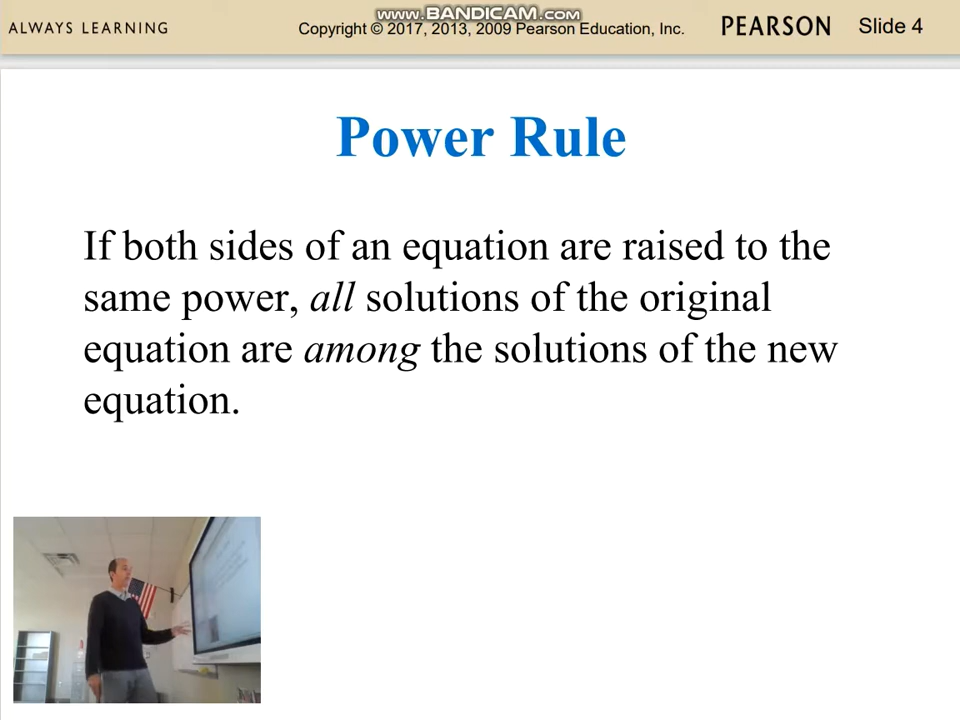 www.BANDICAM.com
ALWAYS LEARNING
Copyright © 2017, 2013, 2009 Pearson Education, Inc.
PEARSON
Slide 4
Power Rule
If both sides of an equation are raised to the
same power, all solutions of the original
equation are among the solutions of the new
equation.